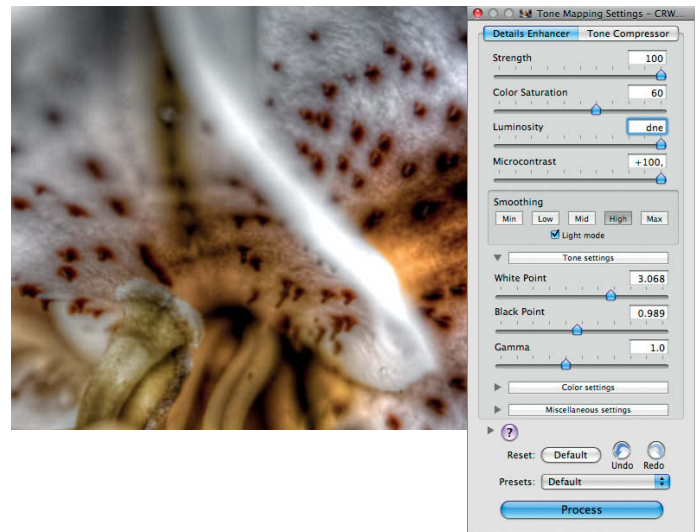 Tone Mapping Settings - CRW...
Details Enhancer Tone Compressor
Strength 100
Color Saturation 60
Luminosity dne
Microcontrast +100,
Smoothing
Min Low Mid High Max
Light mode
Tone settings
White Point 3.068
Black Point 0.989
Gamma 1.0
Color settings
Miscellaneous settings
?
Reset: Default Undo Redo
Presets: Default
Process